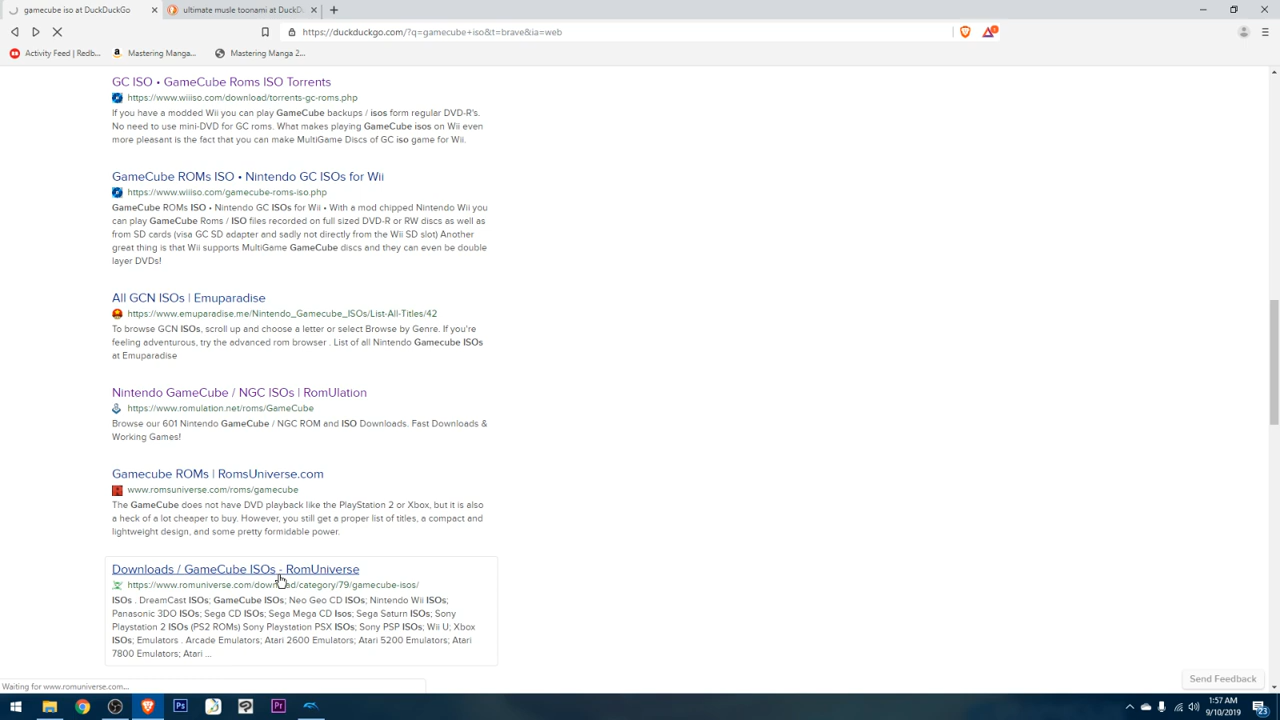 gamecube iso at DuckDuckGo
ultimate musle toonami at DuckD
https://duckduckgo.com/?q=gamecube+iso&t=brave&ia=web
Activity Feed | Redb...
Mastering Manga...
Mastering Manga 2...
GC ISO • GameCube Roms ISO Torrents
https://www.wiiiso.com/download/torrents-gc-roms.php
If you have a modded Wii you can play GameCube backups / isos form regular DVD-R's.
No need to use mini-DVD for GC roms. What makes playing GameCube isos on Wii even
more pleasant is the fact that you can make MultiGame Discs of GC iso game for Wii.
GameCube ROMs ISO • Nintendo GC ISOs for Wii
https://www.wiiiso.com/gamecube-roms-iso.php
GameCube ROMs ISO • Nintendo GC ISOs for Wii • With a mod chipped Nintendo Wii you
can play GameCube Roms / ISO files recorded on full sized DVD-R or RW discs as well as
from SD cards (visa GC SD adapter and sadly not directly from the Wii SD slot) Another
great thing is that Wii supports MultiGame GameCube discs and they can even be double
layer DVDs!
All GCN ISOs | Emuparadise
https://www.emuparadise.me/Nintendo_Gamecube_ISOs/List-All-Titles/42
To browse GCN ISOs, scroll up and choose a letter or select Browse by Genre. If you're
feeling adventurous, try the advanced rom browser . List of all Nintendo Gamecube ISOs
at Emuparadise
Nintendo GameCube / NGC ISOs | RomUlation
https://www.romulation.net/roms/GameCube
Browse our 601 Nintendo GameCube / NGC ROM and ISO Downloads. Fast Downloads &
Working Games!
Gamecube ROMs | RomsUniverse.com
www.romsuniverse.com/roms/gamecube
The GameCube does not have DVD playback like the PlayStation 2 or Xbox, but it is also
a heck of a lot cheaper to buy. However, you still get a proper list of titles, a compact and
lightweight design, and some pretty formidable power.
Downloads / GameCube ISOs - RomUniverse
https://www.romuniverse.com/download/category/79/gamecube-isos/
ISOs . DreamCast ISOs; GameCube ISOs; Neo Geo CD ISOs; Nintendo Wii ISOs;
Panasonic 3DO ISOs; Sega CD ISOs; Sega Mega CD Isos; Sega Saturn ISOs; Sony
Playstation 2 ISOs (PS2 ROMs) Sony Playstation PSX ISOs; Sony PSP ISOs; Wii U; Xbox
ISOs; Emulators . Arcade Emulators; Atari 2600 Emulators; Atari 5200 Emulators; Atari
7800 Emulators; Atari ...
Send Feedback
Waiting for www.romuniverse.com...
Ps
Pr
1:57 AM
9/10/2019
23